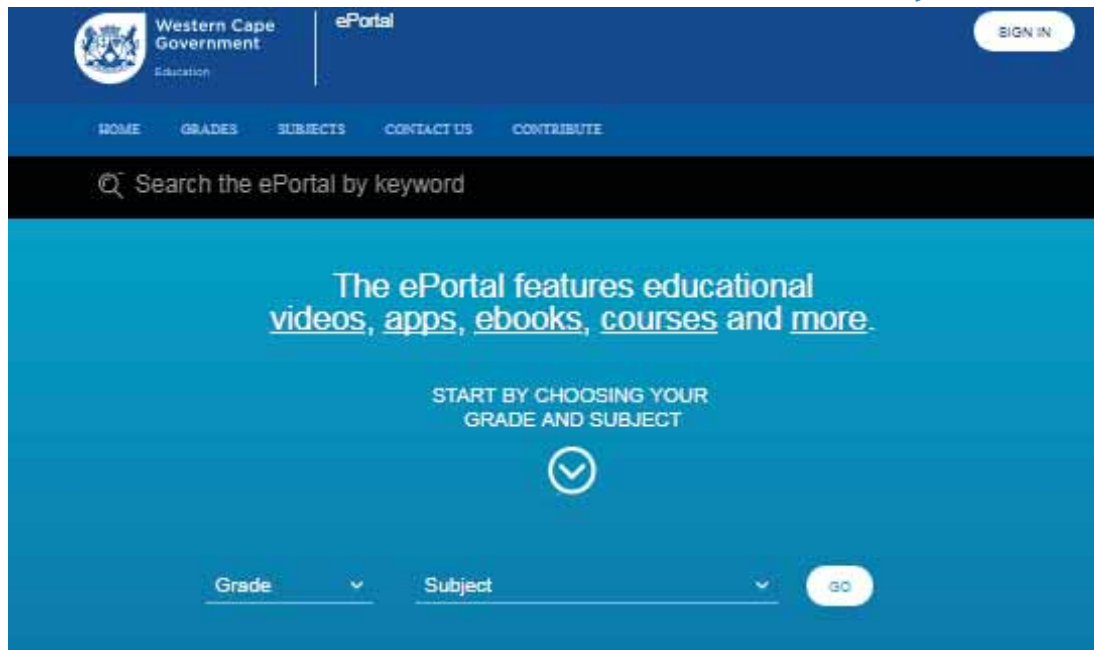 Western Cape
Government
Education
ePortal
SIGN IN
HOME GRADES SUBJECTS CONTACT US CONTRIBUTE
Search the ePortal by keyword
The ePortal features educational
videos, apps, ebooks, courses and more.
START BY CHOOSING YOUR
GRADE AND SUBJECT
Grade Subject GO